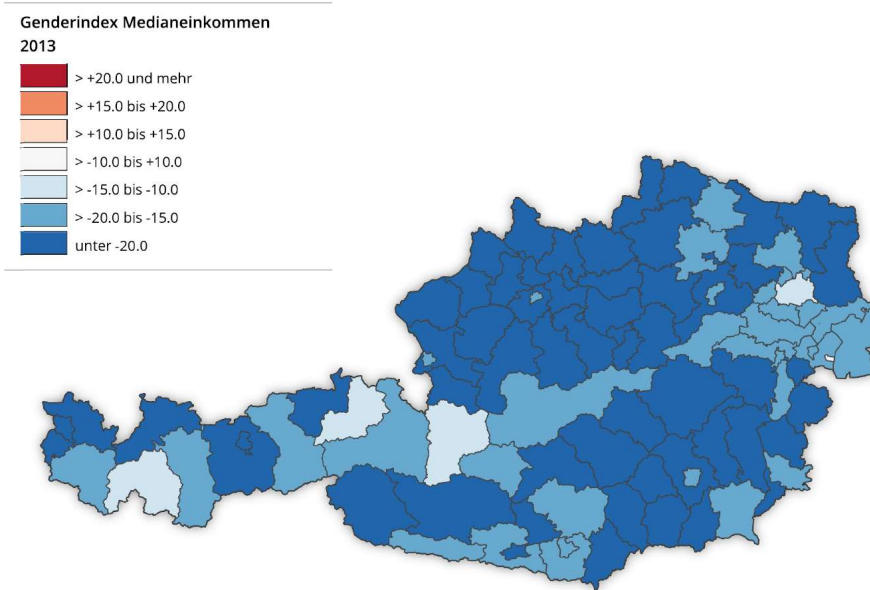 Genderindex Medianeinkommen
2013
> +20.0 und mehr
> +15.0 bis +20.0
> +10.0 bis +15.0
> -10.0 bis +10.0
> -15.0 bis -10.0
> -20.0 bis -15.0
unter -20.0